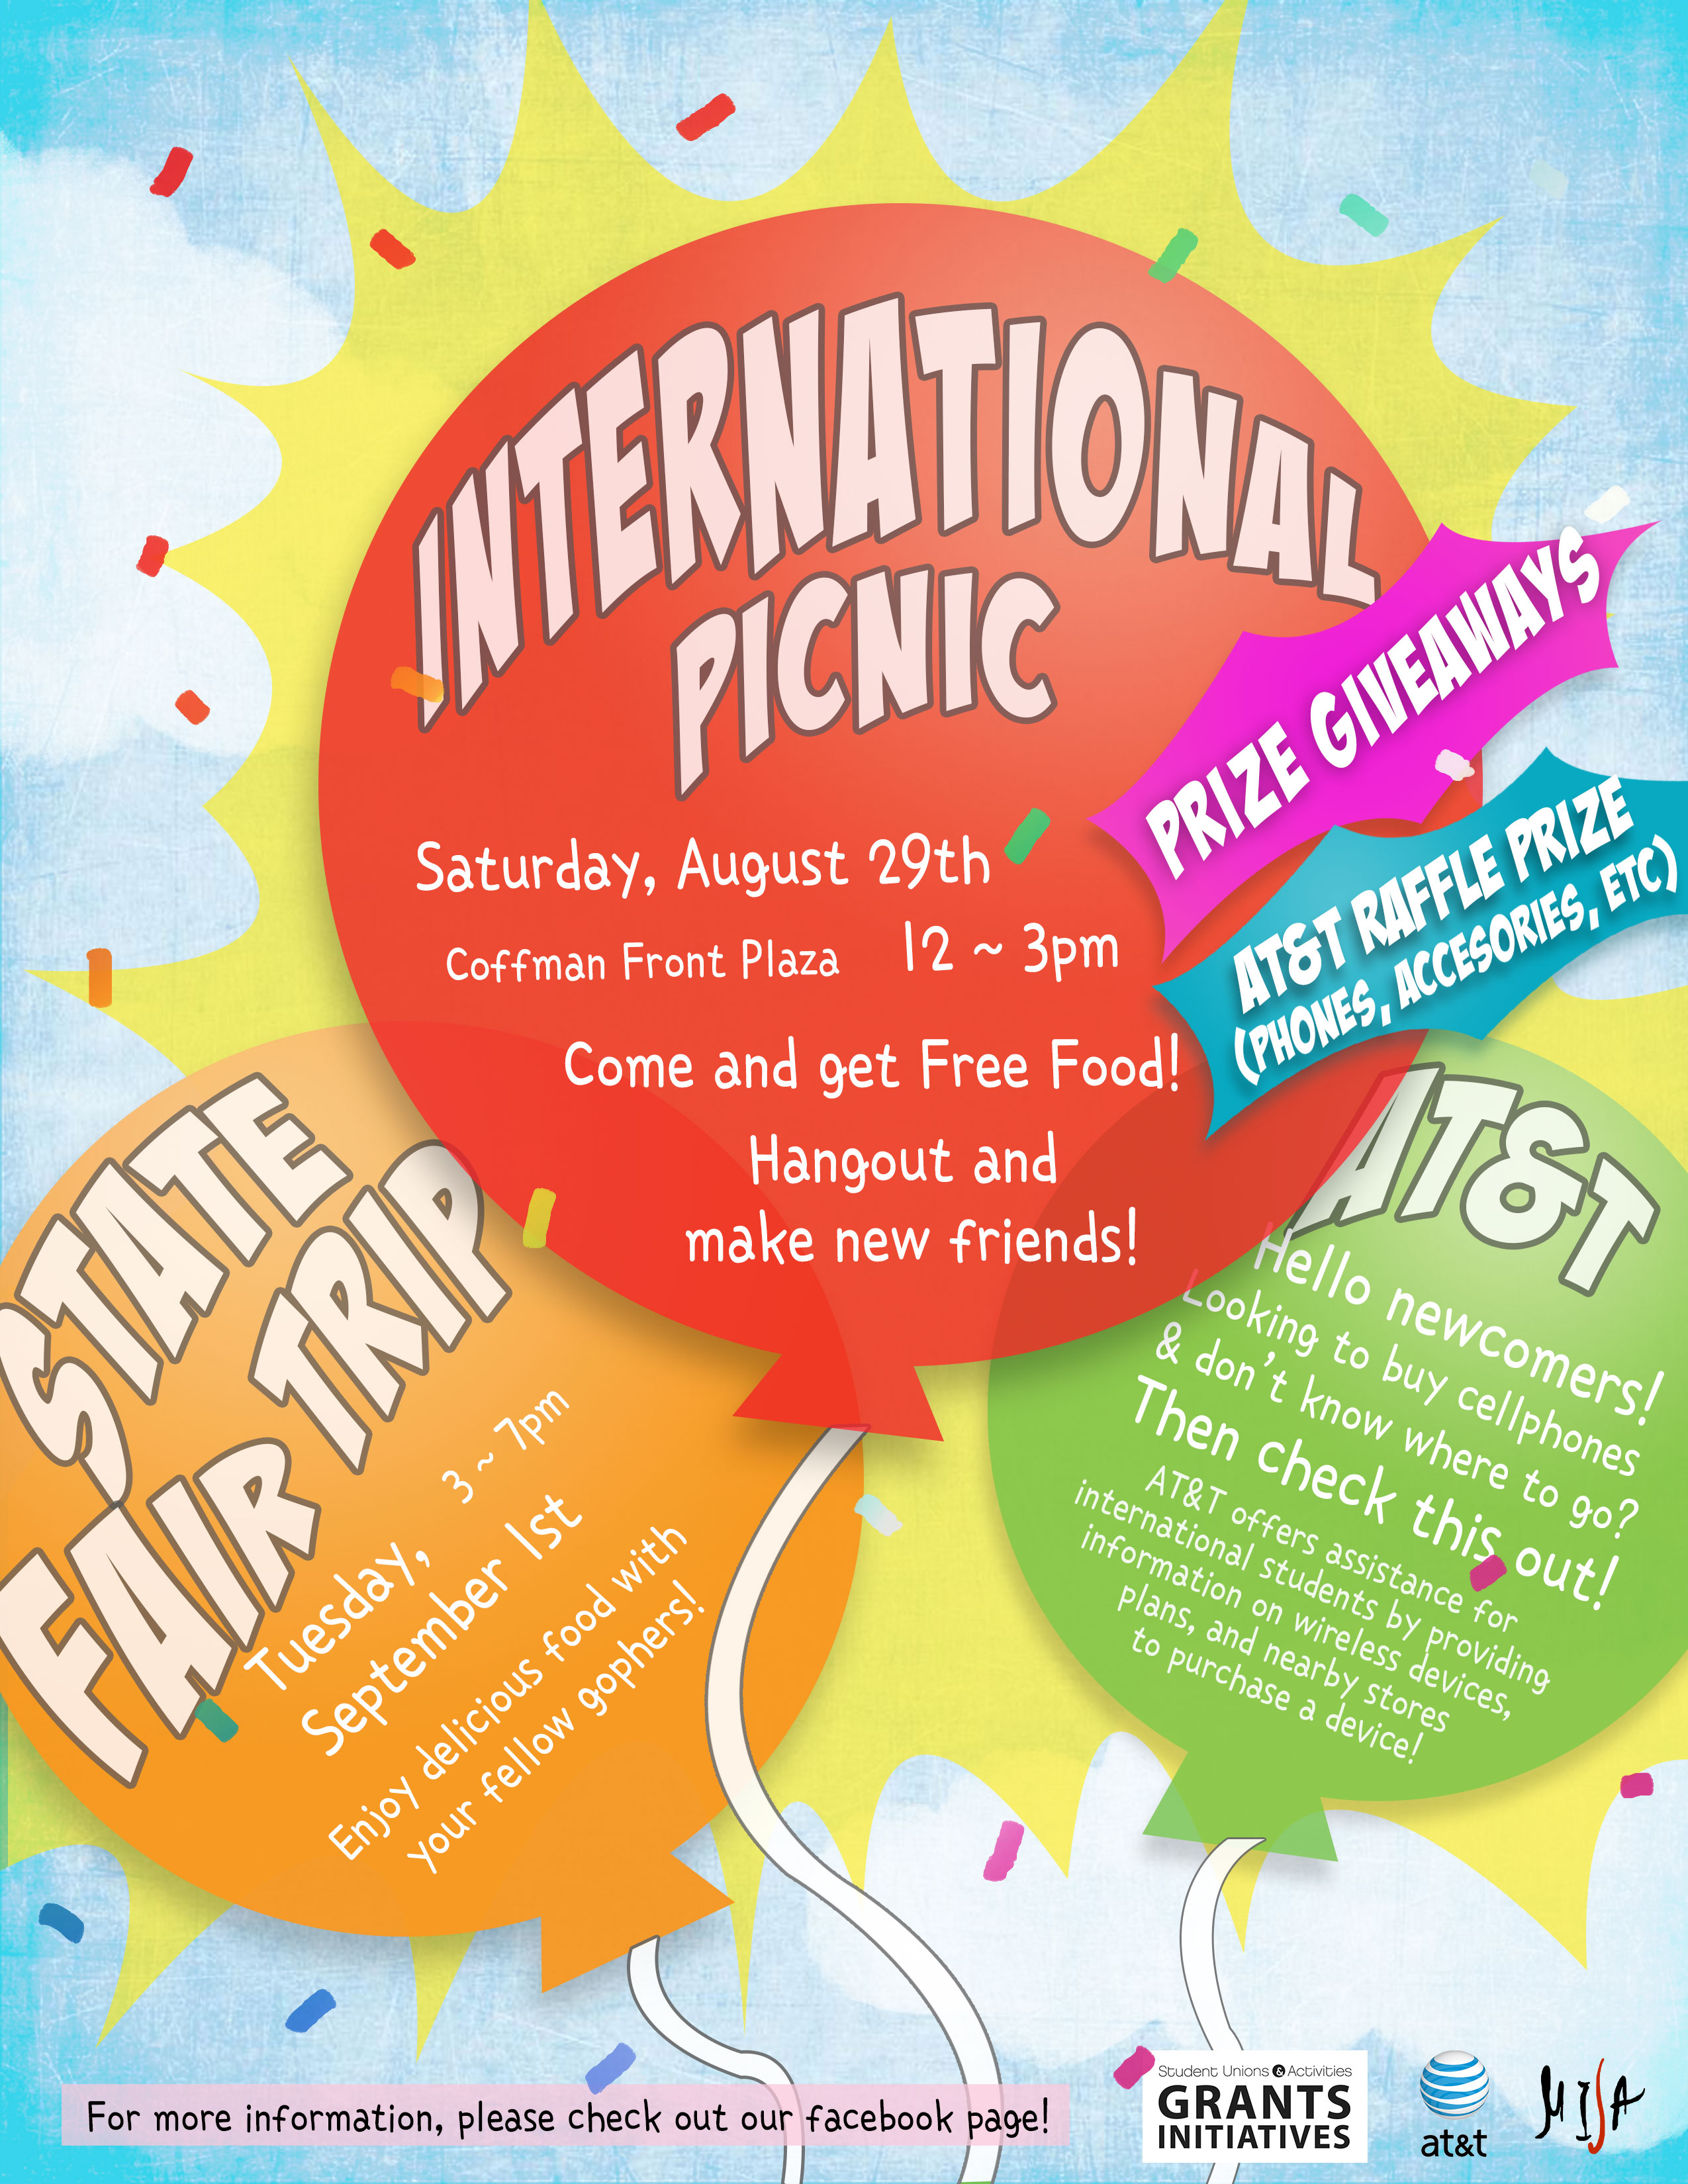 INTERNATIONAL
PICNIC
Saturday, August 29th
Coffman Front Plaza 12 ~ 3pm
Come and get Free Food!
Hangout and
make new friends!
PRIZE GIVEAWAYS
AT&T RAFFLE PRIZE
(PHONES, ACCESORIES, ETC)
STATE
FAIR TRIP
3 ~ 7pm
Tuesday,
September 1st
Enjoy delicious food with
your fellow gophers!
AT&T
Hello newcomers!
Looking to buy cellphones
& don't know where to go?
Then check this out!
AT&T offers assistance for
international students by providing
information on wireless devices,
plans, and nearby stores
to purchase a device!
For more information, please check out our facebook page!
Student Unions & Activities
GRANTS
INITIATIVES
at&t
MISA